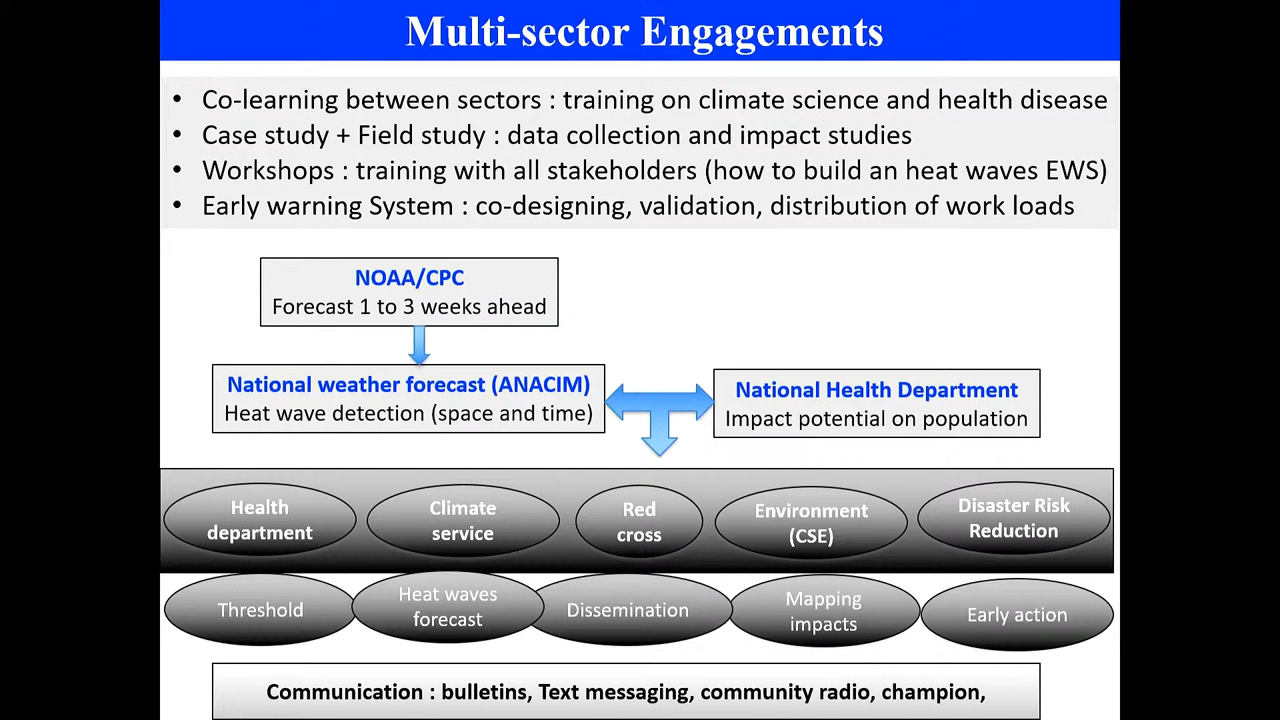 Multi-sector Engagements
• Co-learning between sectors : training on climate science and health disease
• Case study + Field study : data collection and impact studies
• Workshops : training with all stakeholders (how to build an heat waves EWS)
• Early warning System : co-designing, validation, distribution of work loads
NOAA/CPC
Forecast 1 to 3 weeks ahead
National weather forecast (ANACIM)
Heat wave detection (space and time)
National Health Department
Impact potential on population
Health
department
Climate
service
Red
cross
Environment
(CSE)
Disaster Risk
Reduction
Threshold
Heat waves
forecast
Dissemination
Mapping
impacts
Early action
Communication : bulletins, Text messaging, community radio, champion,